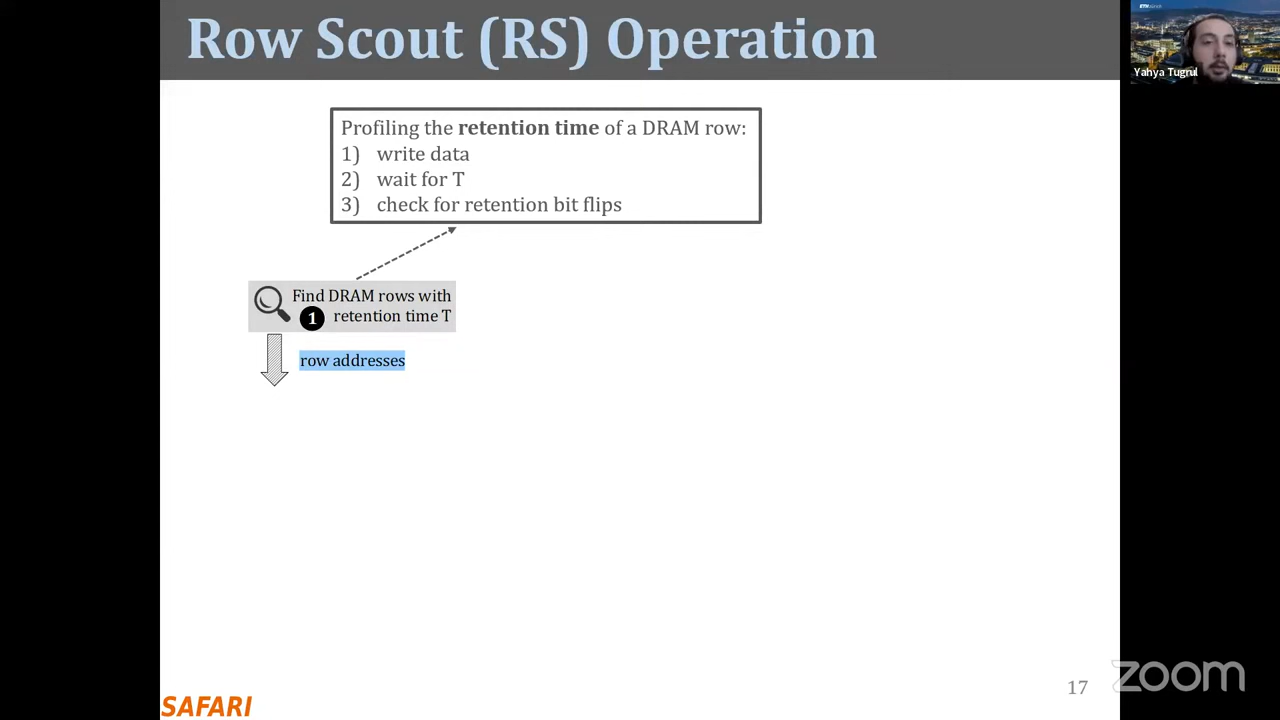 Row Scout (RS) Operation
Yahya Tugrul
Profiling the retention time of a DRAM row:
1) write data
2) wait for T
3) check for retention bit flips
Find DRAM rows with
1 retention time T
row addresses
SAFARI
17
zoom